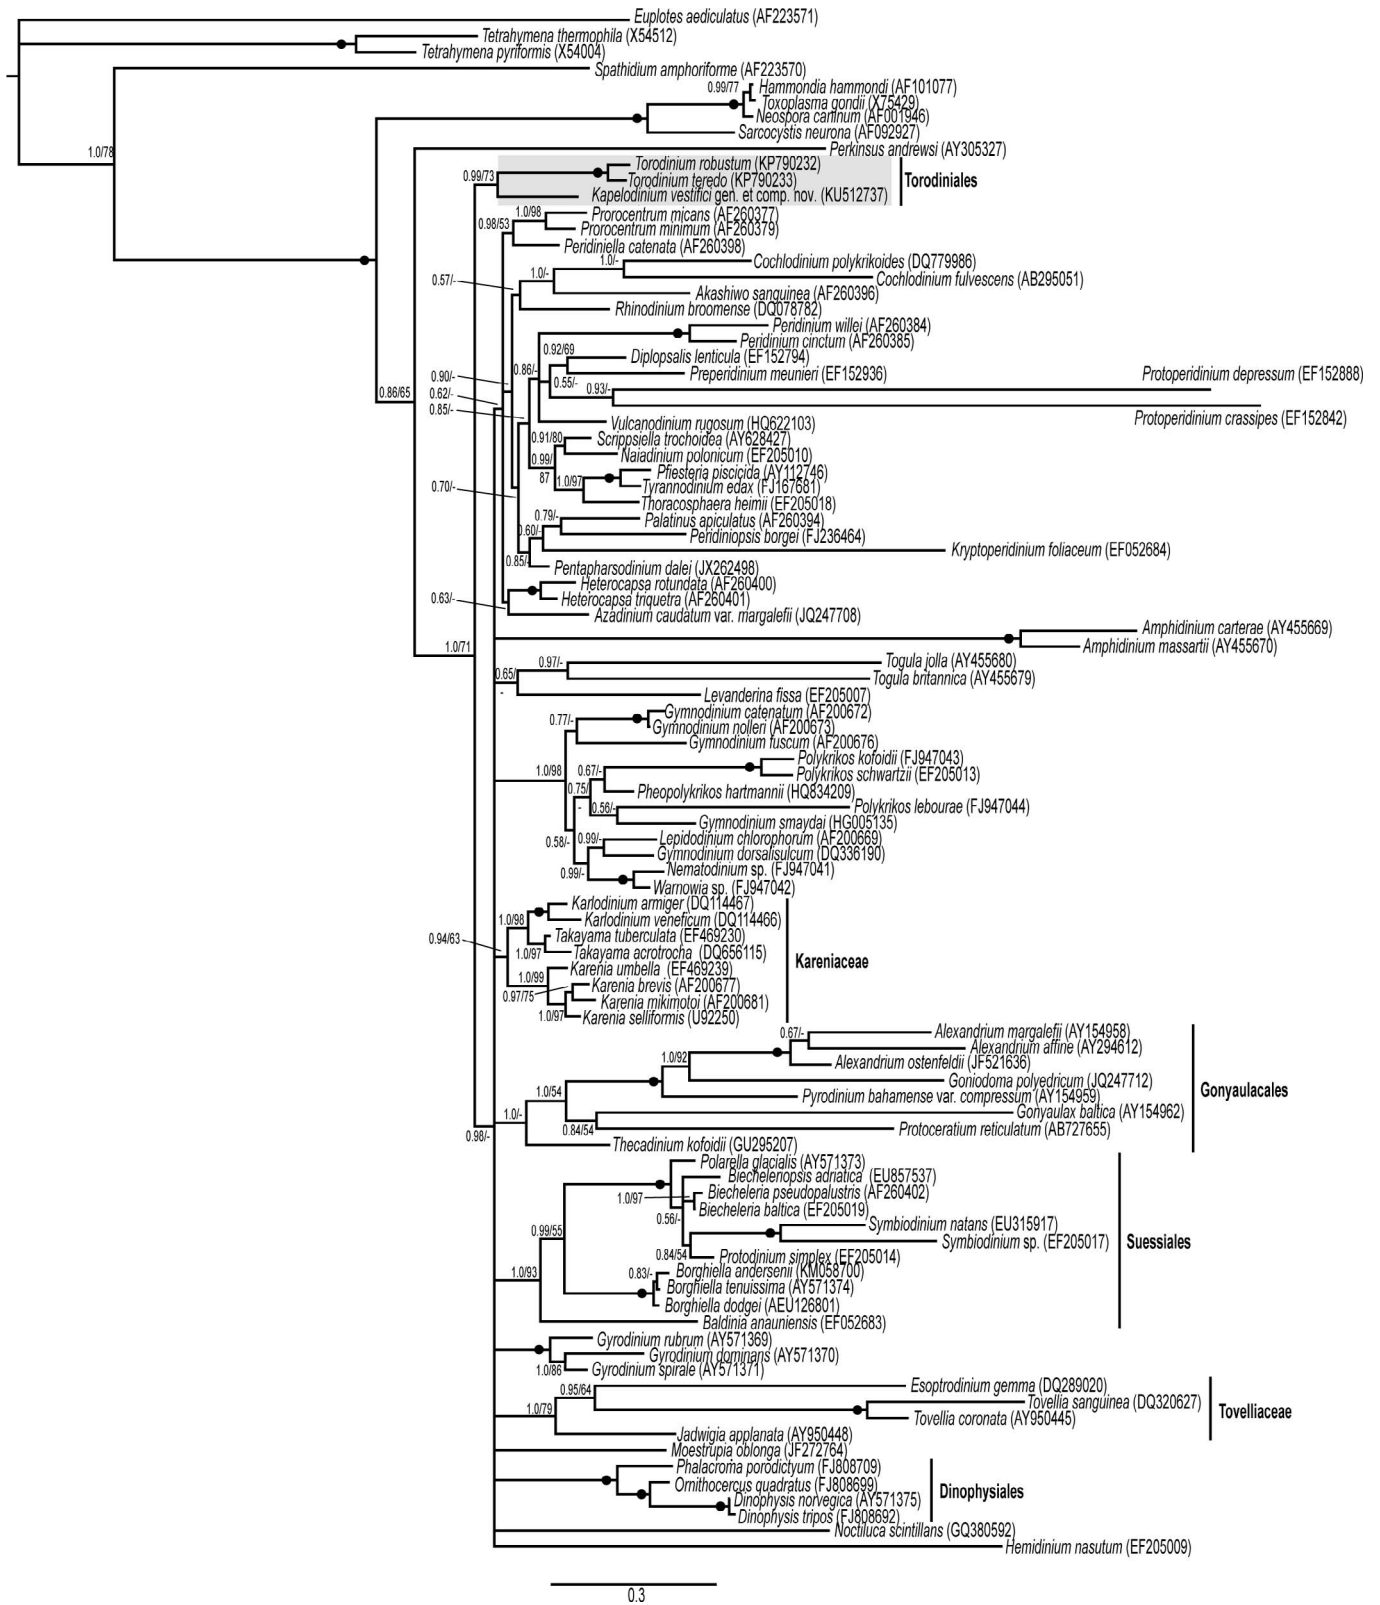 Euplotes aediculatus (AF223571)
Tetrahymena thermophila (X54512)
Tetrahymena pyriformis (X54004)
Spathidium amphoriforme (AF223570)
0.99/77
Hammondia hammondi (AF101077)
Toxoplasma gondii (X75429)
Neospora caninum (AF001946)
Sarcocystis neurona (AF092927)
1.0/78
Perkinsus andrewsi (AY305327)
Torodinium robustum (KP790232)
0.99/73
Torodinium teredo (KP790233)
Torodiniales
Kapelodinium vestifici gen. et comp. nov. (KU512737)
1.0/98
Prorocentrum micans (AF260377)
0.98/53
Prorocentrum minimum (AF260379)
Peridiniella catenata (AF260398)
1.0/-
Cochlodinium polykrikoides (DQ779986)
0.57/-
1.0/-
Cochlodinium fulvescens (AB295051)
Akashiwo sanguinea (AF260396)
Rhinodinium broomense (DQ078782)
Peridinium willei (AF260384)
Peridinium cinctum (AF260385)
0.92/69
Diplopsalis lenticula (EF152794)
0.86/-
Preperidinium meunieri (EF152936)
Protoperidinium depressum (EF152888)
0.90/-
0.55/-
0.93/-
0.86/65
0.62/-
0.85/-
Protoperidinium crassipes (EF152842)
Vulcanodinium rugosum (HQ622103)
0.91/80
Scrippsiella trochoidea (AY628427)
Naiadinium polonicum (EF205010)
0.99/
87
Pfiesteria piscicida (AY112746)
1.0/97
Tyrannodinium edax (FJ167681)
0.70/-
Thoracosphaera heimii (EF205018)
0.79/-
Palatinus apiculatus (AF260394)
0.60/-
Peridiniopsis borgei (FJ236464)
Kryptoperidinium foliaceum (EF052684)
0.85/-
Pentapharsodinium dalei (JX262498)
Heterocapsa rotundata (AF260400)
0.63/-
Heterocapsa triquetra (AF260401)
Azadinium caudatum var. margalefii (JQ247708)
Amphidinium carterae (AY455669)
1.0/71
Amphidinium massartii (AY455670)
0.97/-
Togula jolla (AY455680)
0.65/
-
Togula britannica (AY455679)
Levanderina fissa (EF205007)
0.77/-
Gymnodinium catenatum (AF200672)
Gymnodinium nolleri (AF200673)
Gymnodinium fuscum (AF200676)
1.0/98
Polykrikos kofoidii (FJ947043)
0.67/-
Polykrikos schwartzii (EF205013)
0.75/
-
Pheopolykrikos hartmannii (HQ834209)
0.56/-
Polykrikos lebourae (FJ947044)
Gymnodinium smaydai (HG005135)
0.58/-
0.99/-
Lepidodinium chlorophorum (AF200669)
Gymnodinium dorsalisulcum (DQ336190)
0.99/-
Nematodinium sp. (FJ947041)
Warnowia sp. (FJ947042)
Karlodinium armiger (DQ114467)
1.0/98
Karlodinium veneficum (DQ114466)
0.94/63
Takayama tuberculata (EF469230)
1.0/97
Takayama acrotrocha (DQ656115)
Kareniaceae
1.0/99
Karenia umbella (EF469239)
0.97/75
Karenia brevis (AF200677)
Karenia mikimotoi (AF200681)
1.0/97
Karenia selliformis (U92250)
0.67/-
Alexandrium margalefii (AY154958)
Alexandrium affine (AY294612)
1.0/92
Alexandrium ostenfeldii (JF521636)
Goniodoma polyedricum (JQ247712)
Gonyaulacales
1.0/54
Pyrodinium bahamense var. compressum (AY154959)
1.0/-
Gonyaulax baltica (AY154962)
0.84/54
Protoceratium reticulatum (AB727655)
0.98/-
Thecadinium kofoidii (GU295207)
Polarella glacialis (AY571373)
Biecheleriopsis adriatica (EU857537)
1.0/97
Biecheleria pseudopalustris (AF260402)
Biecheleria baltica (EF205019)
0.56/-
Symbiodinium natans (EU315917)
0.99/55
Symbiodinium sp. (EF205017)
Suessiales
0.84/54
Protodinium simplex (EF205014)
1.0/93
0.83/-
Borghiella andersenii (KM058700)
Borghiella tenuissima (AY571374)
Borghiella dodgei (AEU126801)
Baldinia anauniensis (EF052683)
Gyrodinium rubrum (AY571369)
Gyrodinium dominans (AY571370)
1.0/86
Gyrodinium spirale (AY571371)
0.95/64
Esoptrodinium gemma (DQ289020)
Tovellia sanguinea (DQ320627)
1.0/79
Tovellia coronata (AY950445)
Tovelliaceae
Jadwigia applanata (AY950448)
Moestrupia oblonga (JF272764)
Phalacroma porodictyum (FJ808709)
Ornithocercus quadratus (FJ808699)
Dinophysiales
Dinophysis norvegica (AY571375)
Dinophysis tripos (FJ808692)
Noctiluca scintillans (GQ380592)
Hemidinium nasutum (EF205009)
0.3